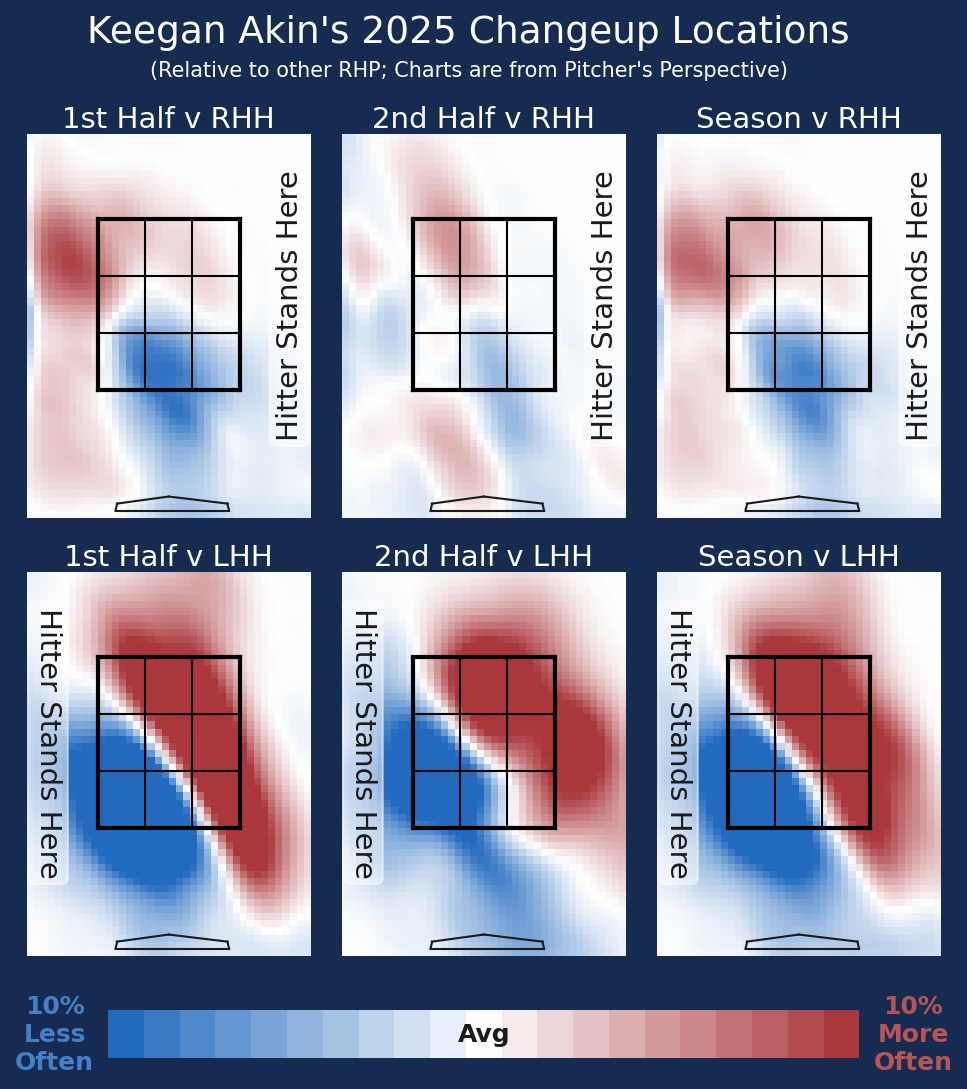 Keegan Akin's 2025 Changeup Locations
(Relative to other RHP; Charts are from Pitcher's Perspective)
1st Half v RHH
2nd Half v RHH
Season v RHH
Hitter Stands Here
Hitter Stands Here
Hitter Stands Here
1st Half v LHH
2nd Half v LHH
Season v LHH
Hitter Stands Here
Hitter Stands Here
Hitter Stands Here
10%
Less
Often
Avg
10%
More
Often